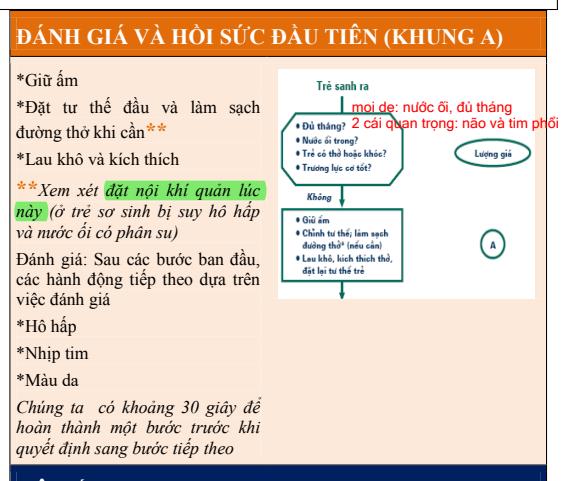 ĐÁNH GIÁ VÀ HỒI SỨC ĐẦU TIÊN (KHUNG A)
*Giữ ấm
*Đặt tư thế đầu và làm sạch
đường thở khi cần**
*Lau khô và kích thích
**Xem xét đặt nội khí quản lúc
này (ở trẻ sơ sinh bị suy hô hấp
và nước ối có phân su)
Đánh giá: Sau các bước ban đầu,
các hành động tiếp theo dựa trên
việc đánh giá
*Hô hấp
*Nhịp tim
*Màu da
Chúng ta có khoảng 30 giây để
hoàn thành một bước trước khi
quyết định sang bước tiếp theo
Trẻ sanh ra
moi de: nước ối, đủ tháng
2 cái quan trọng: não và tim phổi
• Đủ tháng?
• Nước ối trong?
• Trẻ có thở hoặc khóc?
• Trương lực cơ tốt?
Lượng giá
Không
• Giữ ấm
• Chỉnh tư thế; làm sạch
đường thở* (nếu cần)
• Lau khô, kích thích thở,
đặt lại tư thế trẻ
A